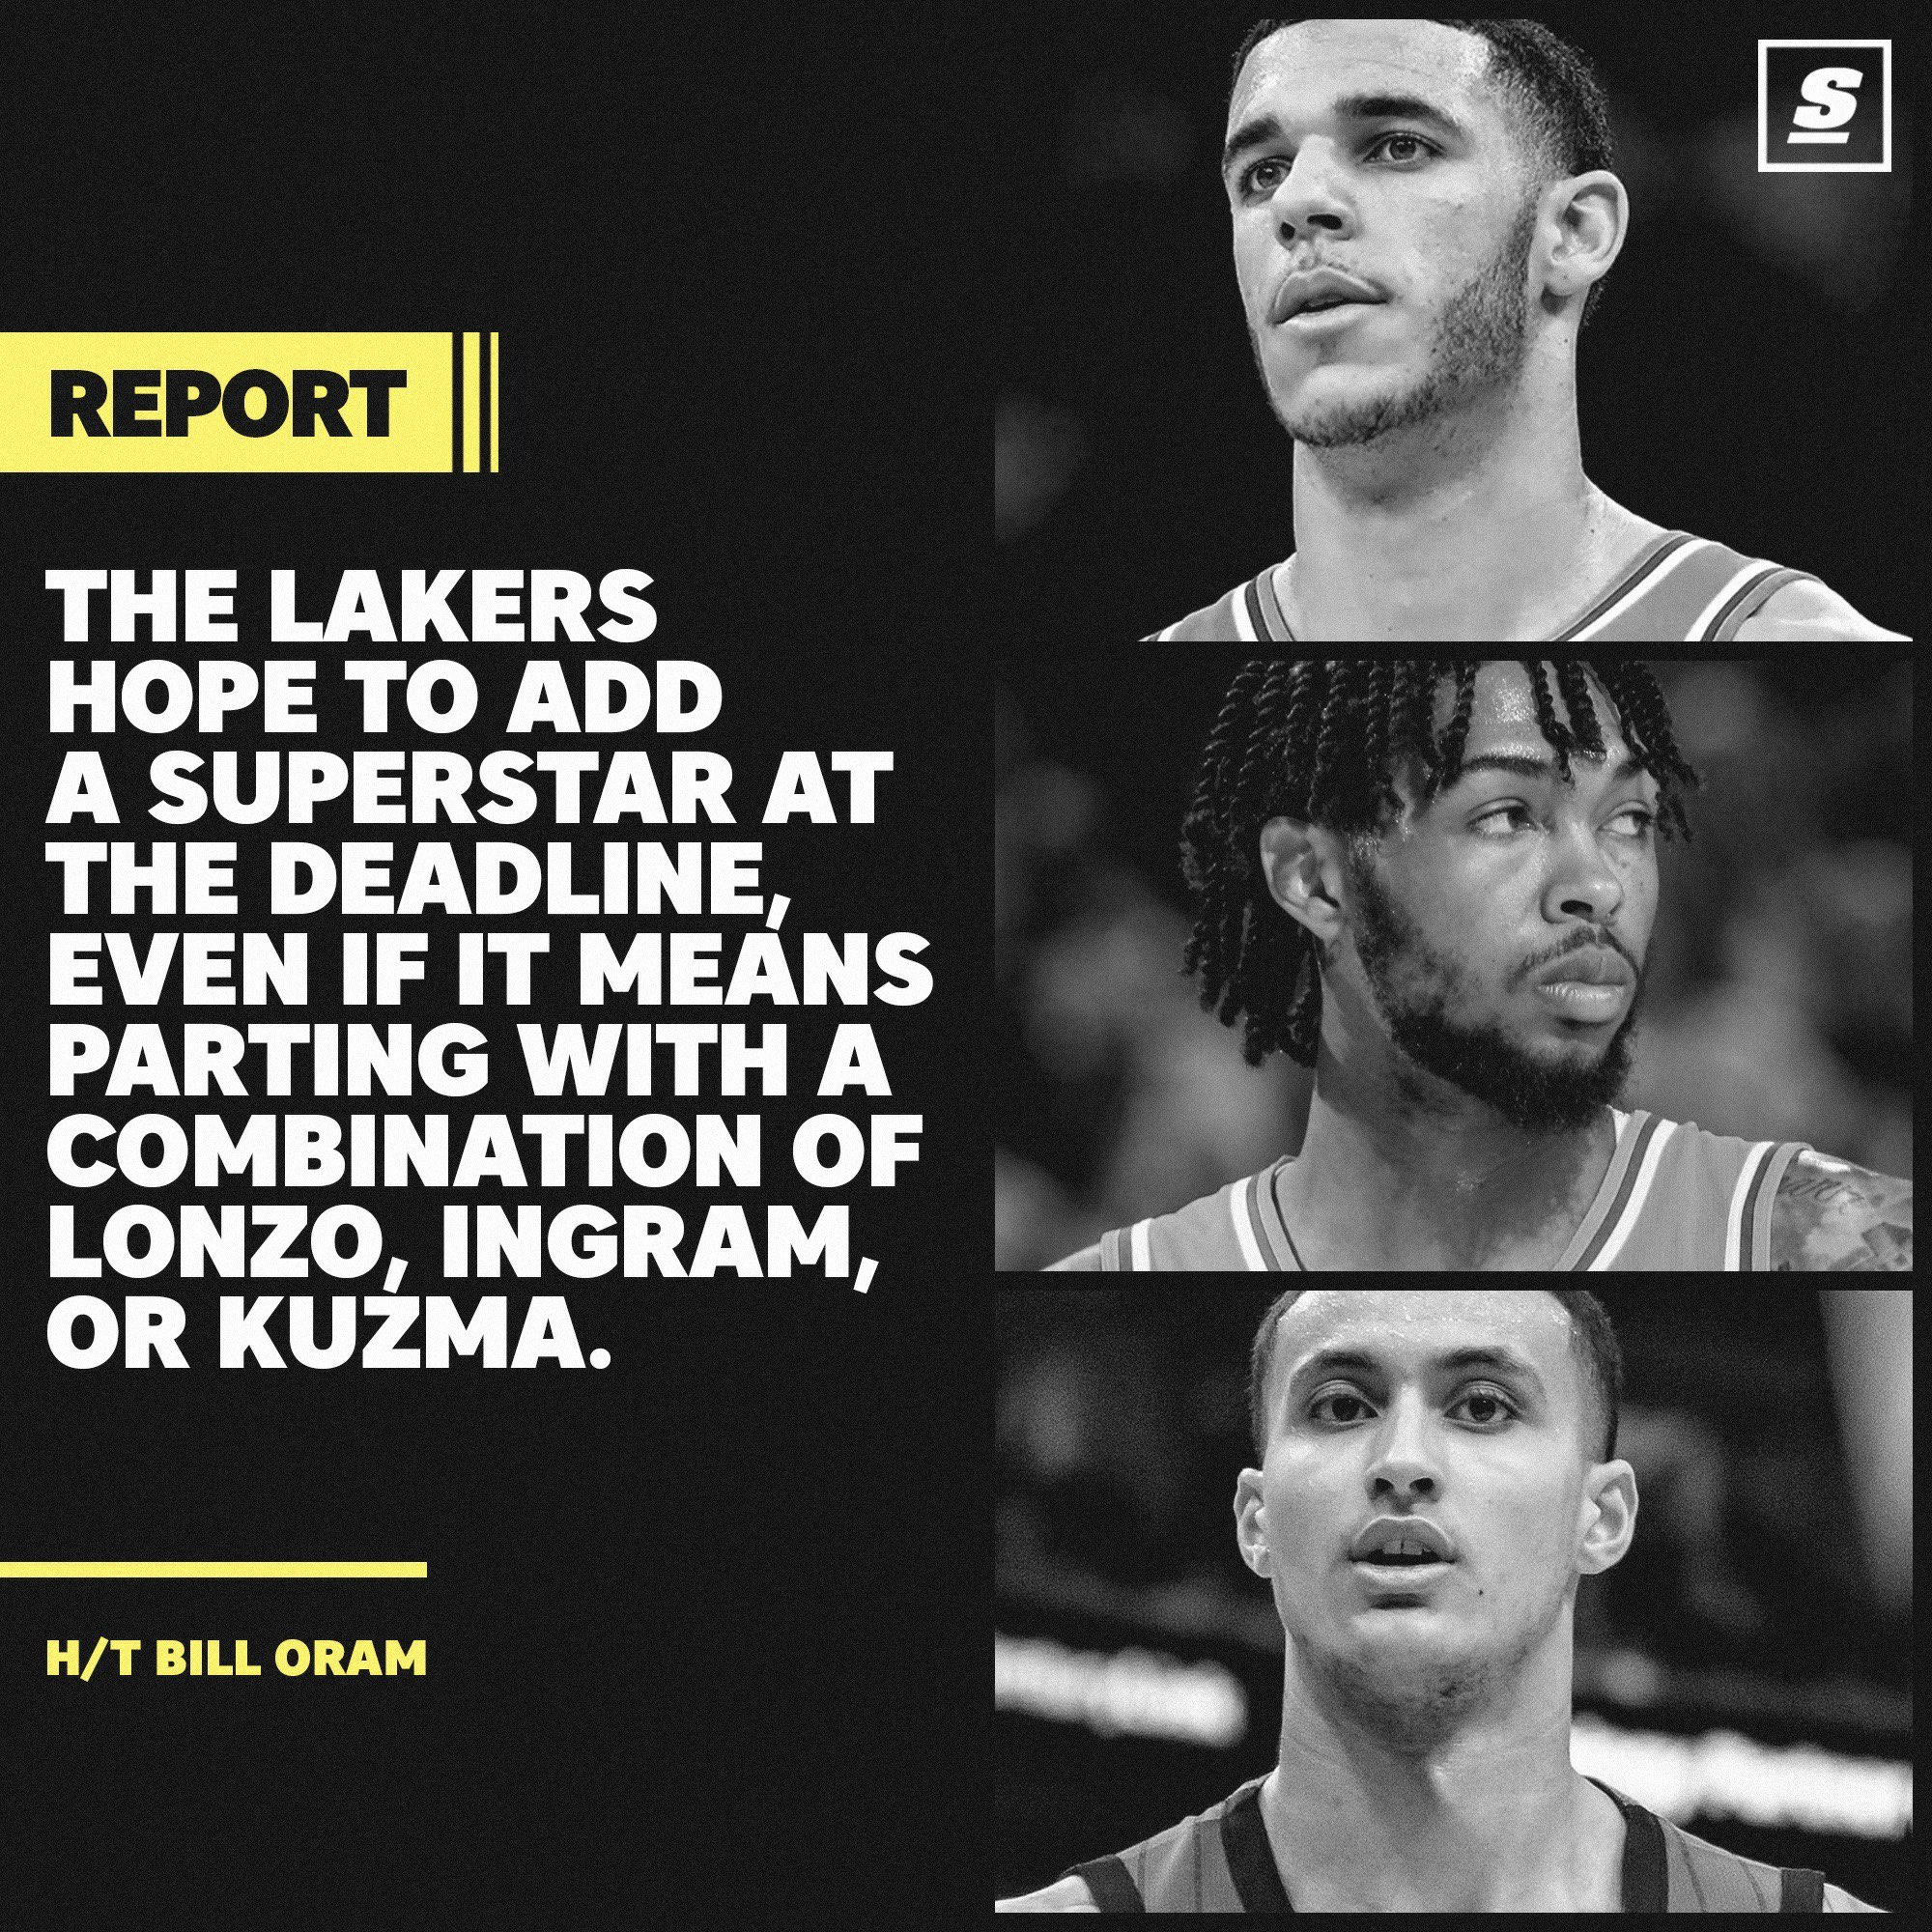 S
REPORT
THE LAKERS
HOPE TO ADD
A SUPERSTAR AT
THE DEADLINE,
EVEN IF IT MEANS
PARTING WITH A
COMBINATION OF
LONZO, INGRAM,
OR KUZMA.
H/T BILL ORAM